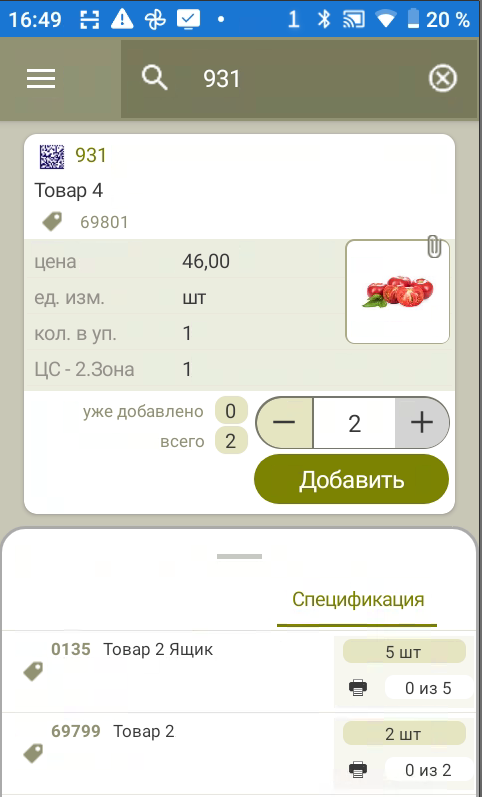 16:49 1 20 %
931
931
Товар 4
69801
цена 46,00
ед. изм. шт
кол. в уп. 1
ЦС - 2.Зона 1
уже добавлено 0
всего 2
2
Добавить
Спецификация
0135 Товар 2 Ящик 5 шт
0 из 5
69799 Товар 2 2 шт
0 из 2